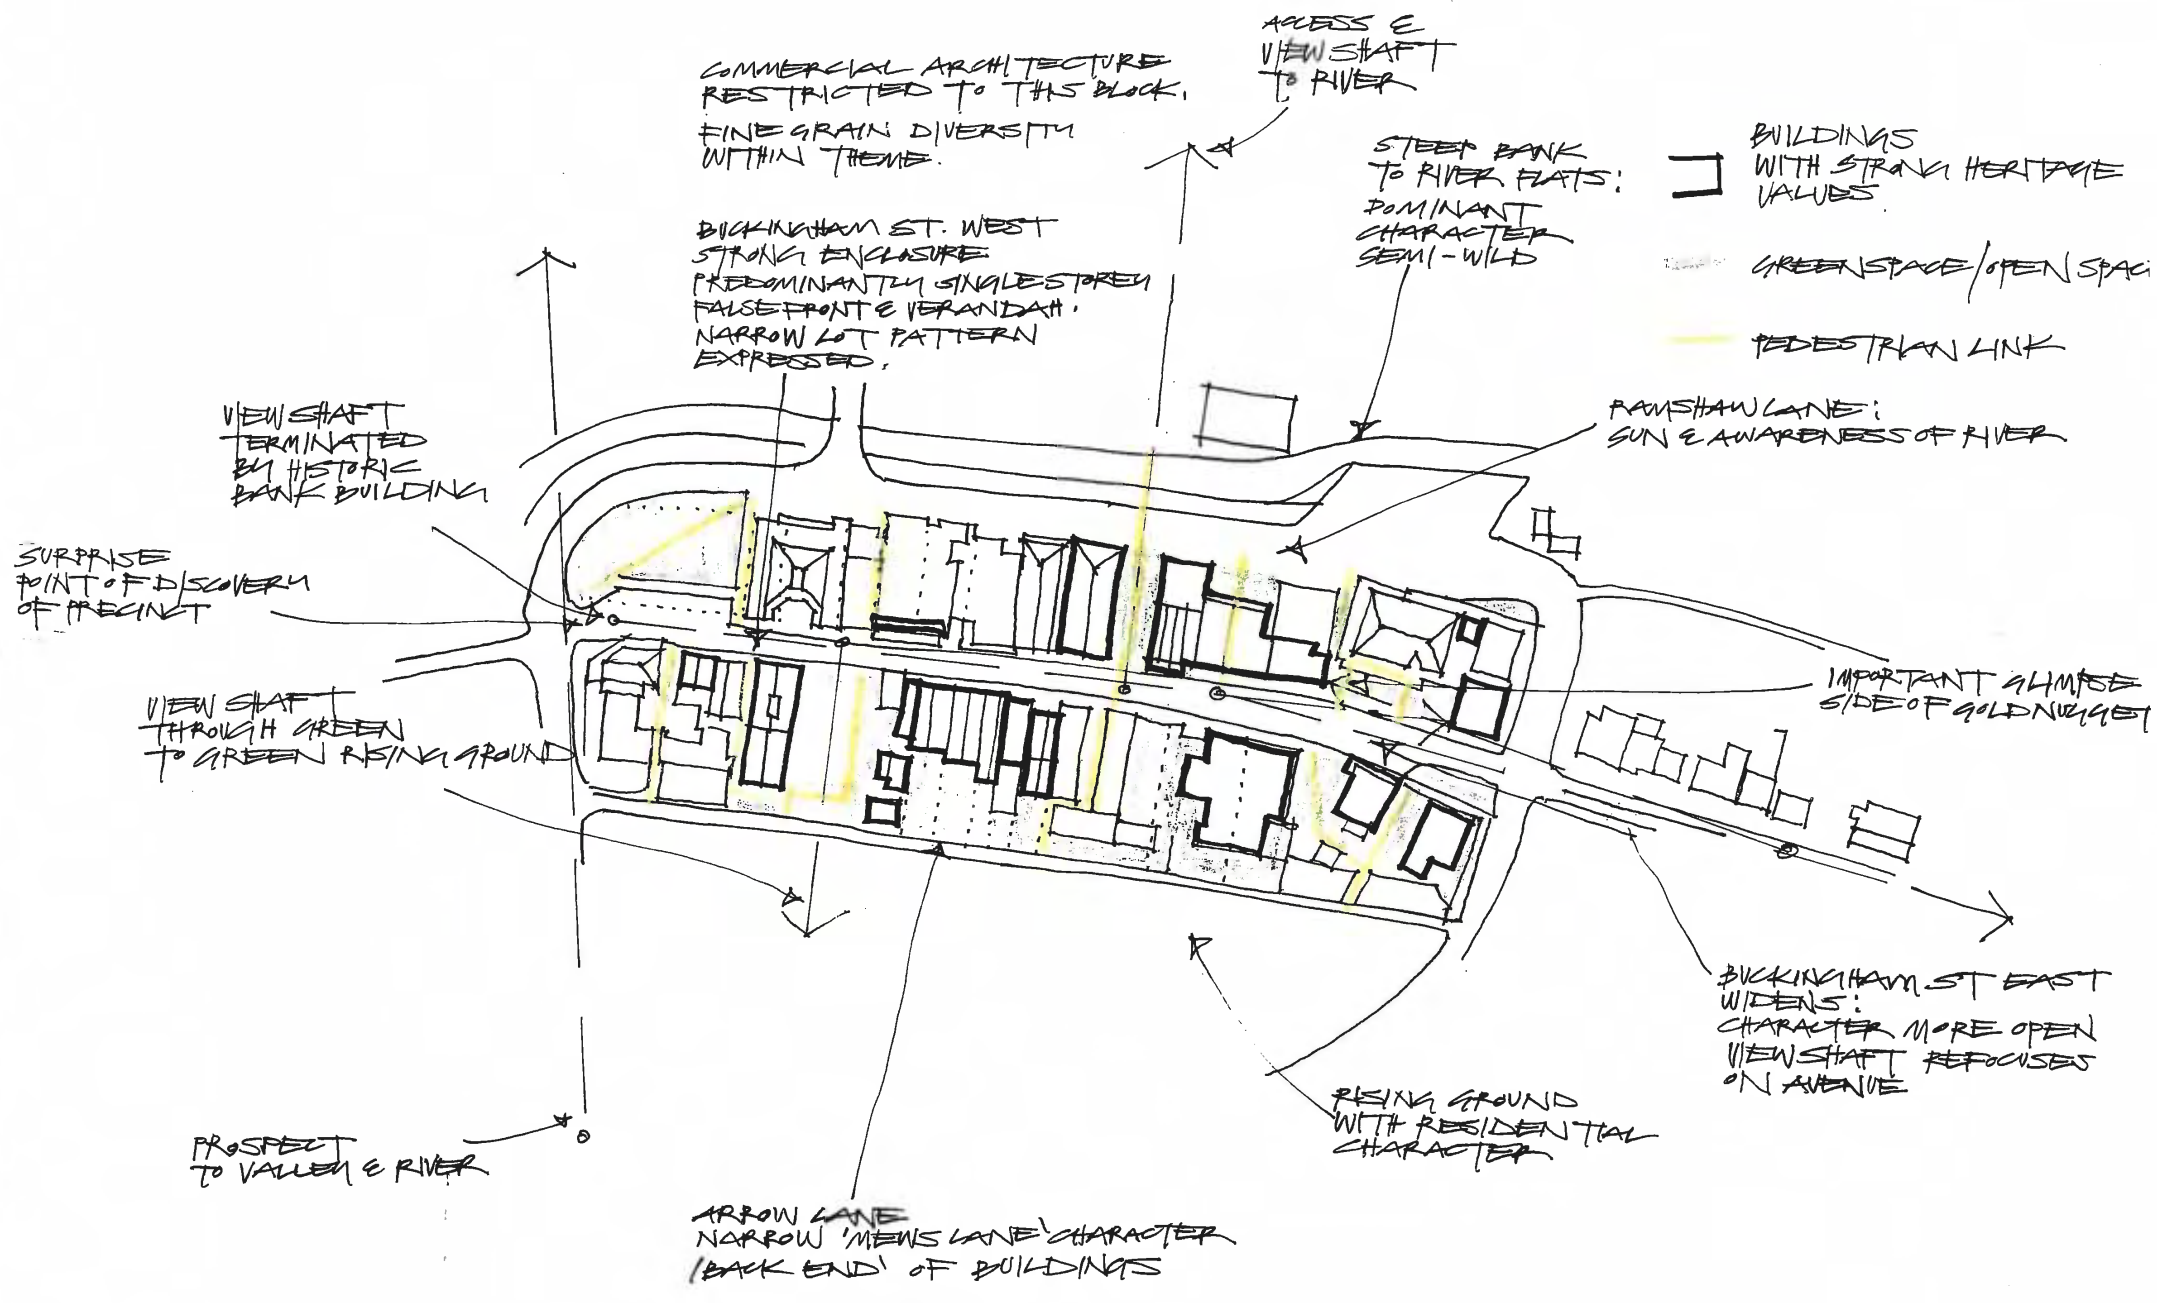 ACCESS &
VIEW SHAFT
TO RIVER
COMMERCIAL ARCHITECTURE
RESTRICTED TO THIS BLOCK.
FINE GRAIN DIVERSITY
WITHIN THEME.
STEEP BANK
TO RIVER FLATS:
DOMINANT
CHARACTER
SEMI-WILD
BUILDINGS
WITH STRONG HERITAGE
VALUES.
GREENSPACE/OPEN SPAC
PEDESTRIAN LINK
BUCKINGHAM ST. WEST
STRONG ENCLOSURE
PREDOMINANTLY SINGLE STOREY
FALSE FRONT & VERANDAH.
NARROW LOT PATTERN
EXPRESSED.
VIEW SHAFT
TERMINATED
BY HISTORIC
BANK BUILDING
RAMSHAW LANE:
SUN & AWARENESS OF RIVER
SURPRISE
POINT OF DISCOVERY
OF PRECINCT
VIEW SHAFT
THROUGH GREEN
TO GREEN RISING GROUND
IMPORTANT GLIMPSE
SIDE OF GOLD NUGGET
BUCKINGHAM ST EAST
WIDENS:
CHARACTER MORE OPEN
VIEW SHAFT REFOCUSES
ON AVENUE
RISING GROUND
WITH RESIDENTIAL
CHARACTER
PROSPECT
TO VALLEY & RIVER
ARROW LANE
NARROW 'MEWS LANE' CHARACTER
'BACK END' OF BUILDINGS